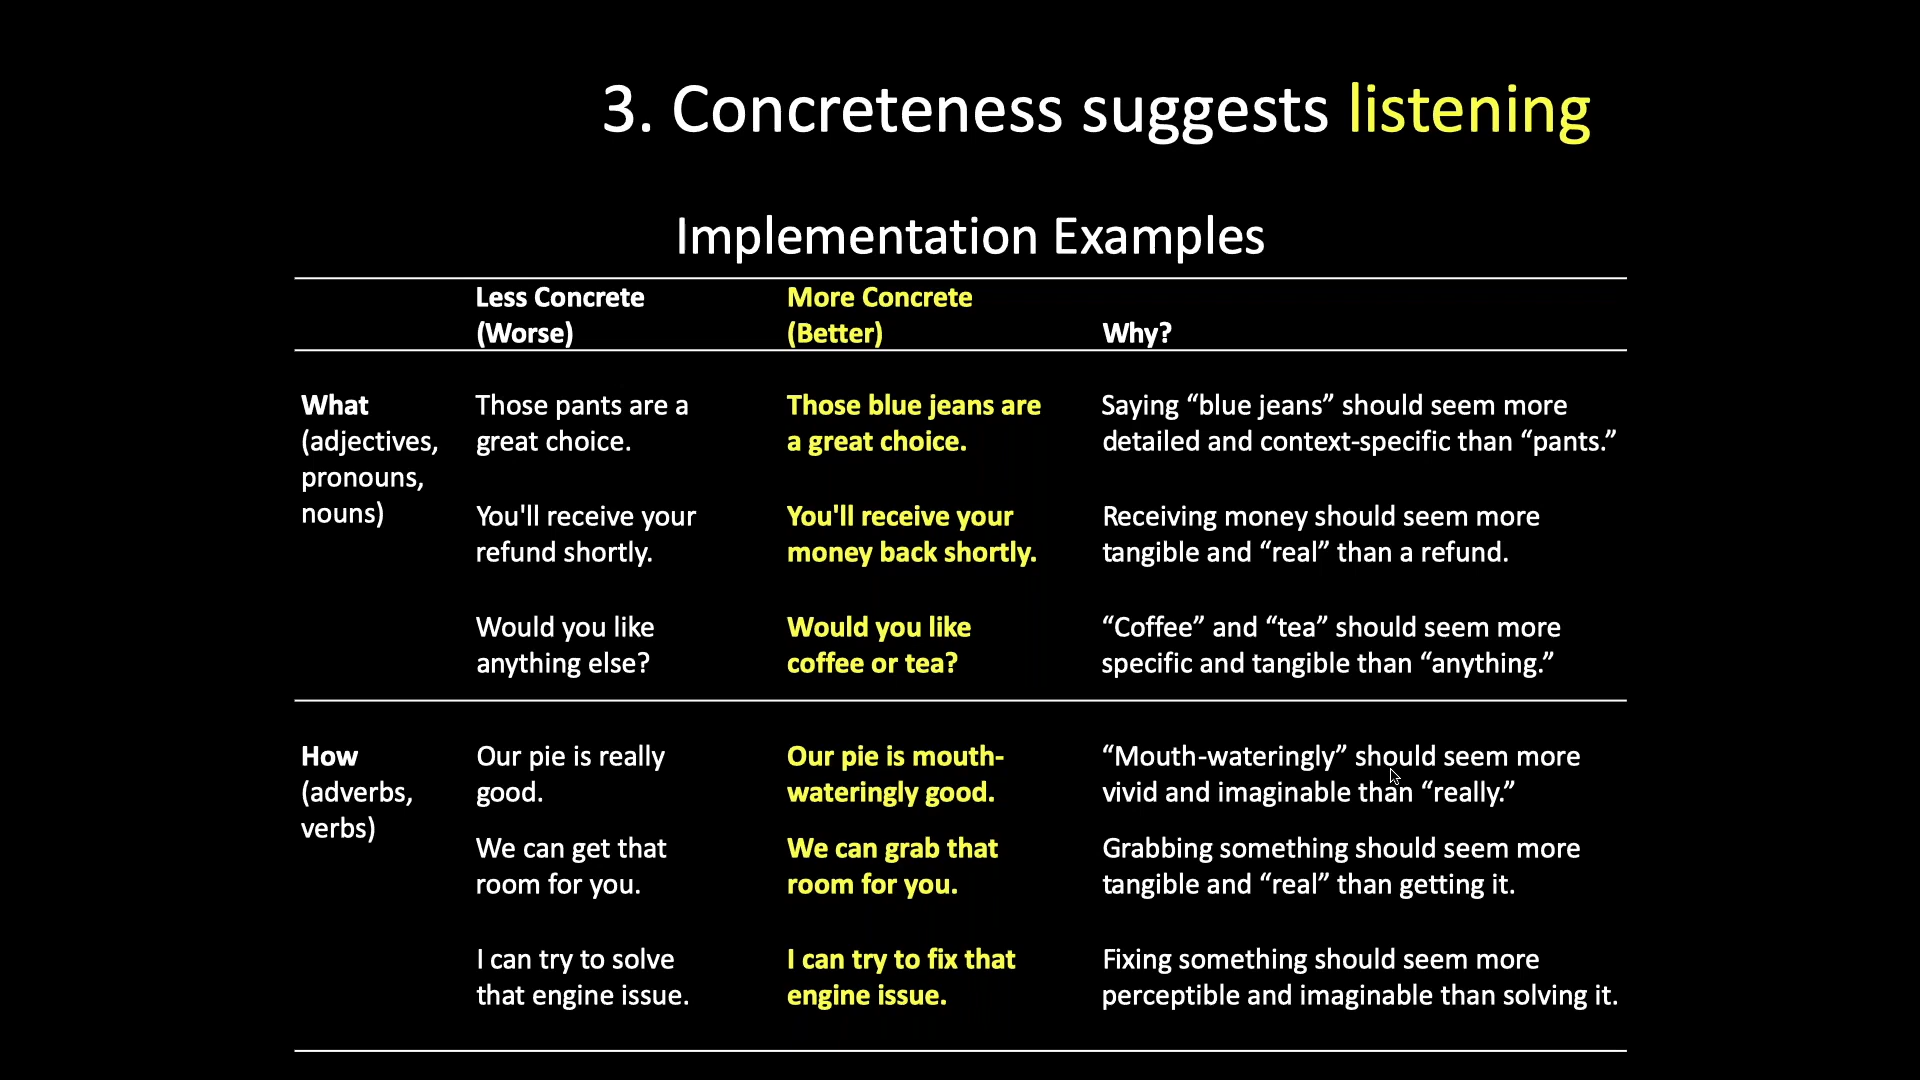 3. Concreteness suggests listening
Implementation Examples
Less Concrete
(Worse)
More Concrete
(Better)
Why?
What
(adjectives,
pronouns,
nouns)
Those pants are a
great choice.
Those blue jeans are
a great choice.
Saying “blue jeans” should seem more
detailed and context-specific than “pants.”
You'll receive your
refund shortly.
You'll receive your
money back shortly.
Receiving money should seem more
tangible and “real” than a refund.
Would you like
anything else?
Would you like
coffee or tea?
“Coffee” and “tea” should seem more
specific and tangible than “anything.”
How
(adverbs,
verbs)
Our pie is really
good.
Our pie is mouth-
wateringly good.
“Mouth-wateringly” should seem more
vivid and imaginable than “really.”
We can get that
room for you.
We can grab that
room for you.
Grabbing something should seem more
tangible and “real” than getting it.
I can try to solve
that engine issue.
I can try to fix that
engine issue.
Fixing something should seem more
perceptible and imaginable than solving it.